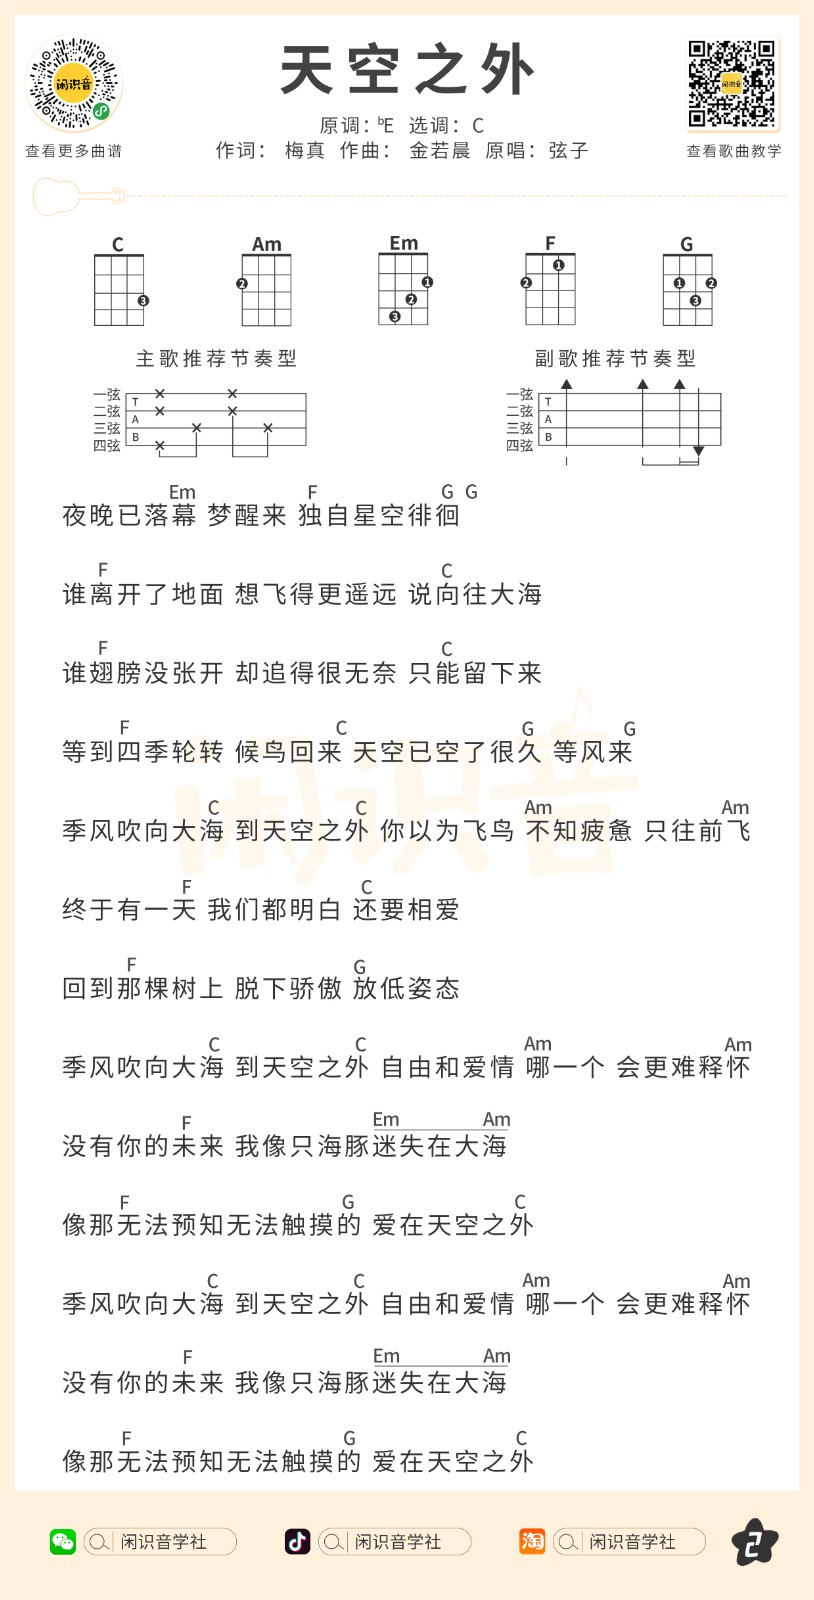 天空之外
原调：ᵇE 选调：C
作词： 梅真 作曲： 金若晨 原唱：弦子
闲识音
查看更多曲谱
闲识音
查看歌曲教学
C Am Em F G
3 2 1 2 3 1 2 1 2 3
主歌推荐节奏型 副歌推荐节奏型
一弦 一弦
二弦 二弦
三弦 三弦
四弦 四弦
T A B T A B
Em F G G
夜晚已落幕 梦醒来 独自星空徘徊
F C
谁离开了地面 想飞得更遥远 说向往大海
F C
谁翅膀没张开 却追得很无奈 只能留下来
F C G G
等到四季轮转 候鸟回来 天空已空了很久 等风来
C C Am Am
季风吹向大海 到天空之外 你以为飞鸟 不知疲惫 只往前飞
F C
终于有一天 我们都明白 还要相爱
F G
回到那棵树上 脱下骄傲 放低姿态
C C Am Am
季风吹向大海 到天空之外 自由和爱情 哪一个 会更难释怀
F Em Am
没有你的未来 我像只海豚迷失在大海
F G C
像那无法预知无法触摸的 爱在天空之外
C C Am Am
季风吹向大海 到天空之外 自由和爱情 哪一个 会更难释怀
F Em Am
没有你的未来 我像只海豚迷失在大海
F G C
像那无法预知无法触摸的 爱在天空之外
闲识音
闲识音学社 闲识音学社 淘 闲识音学社 2